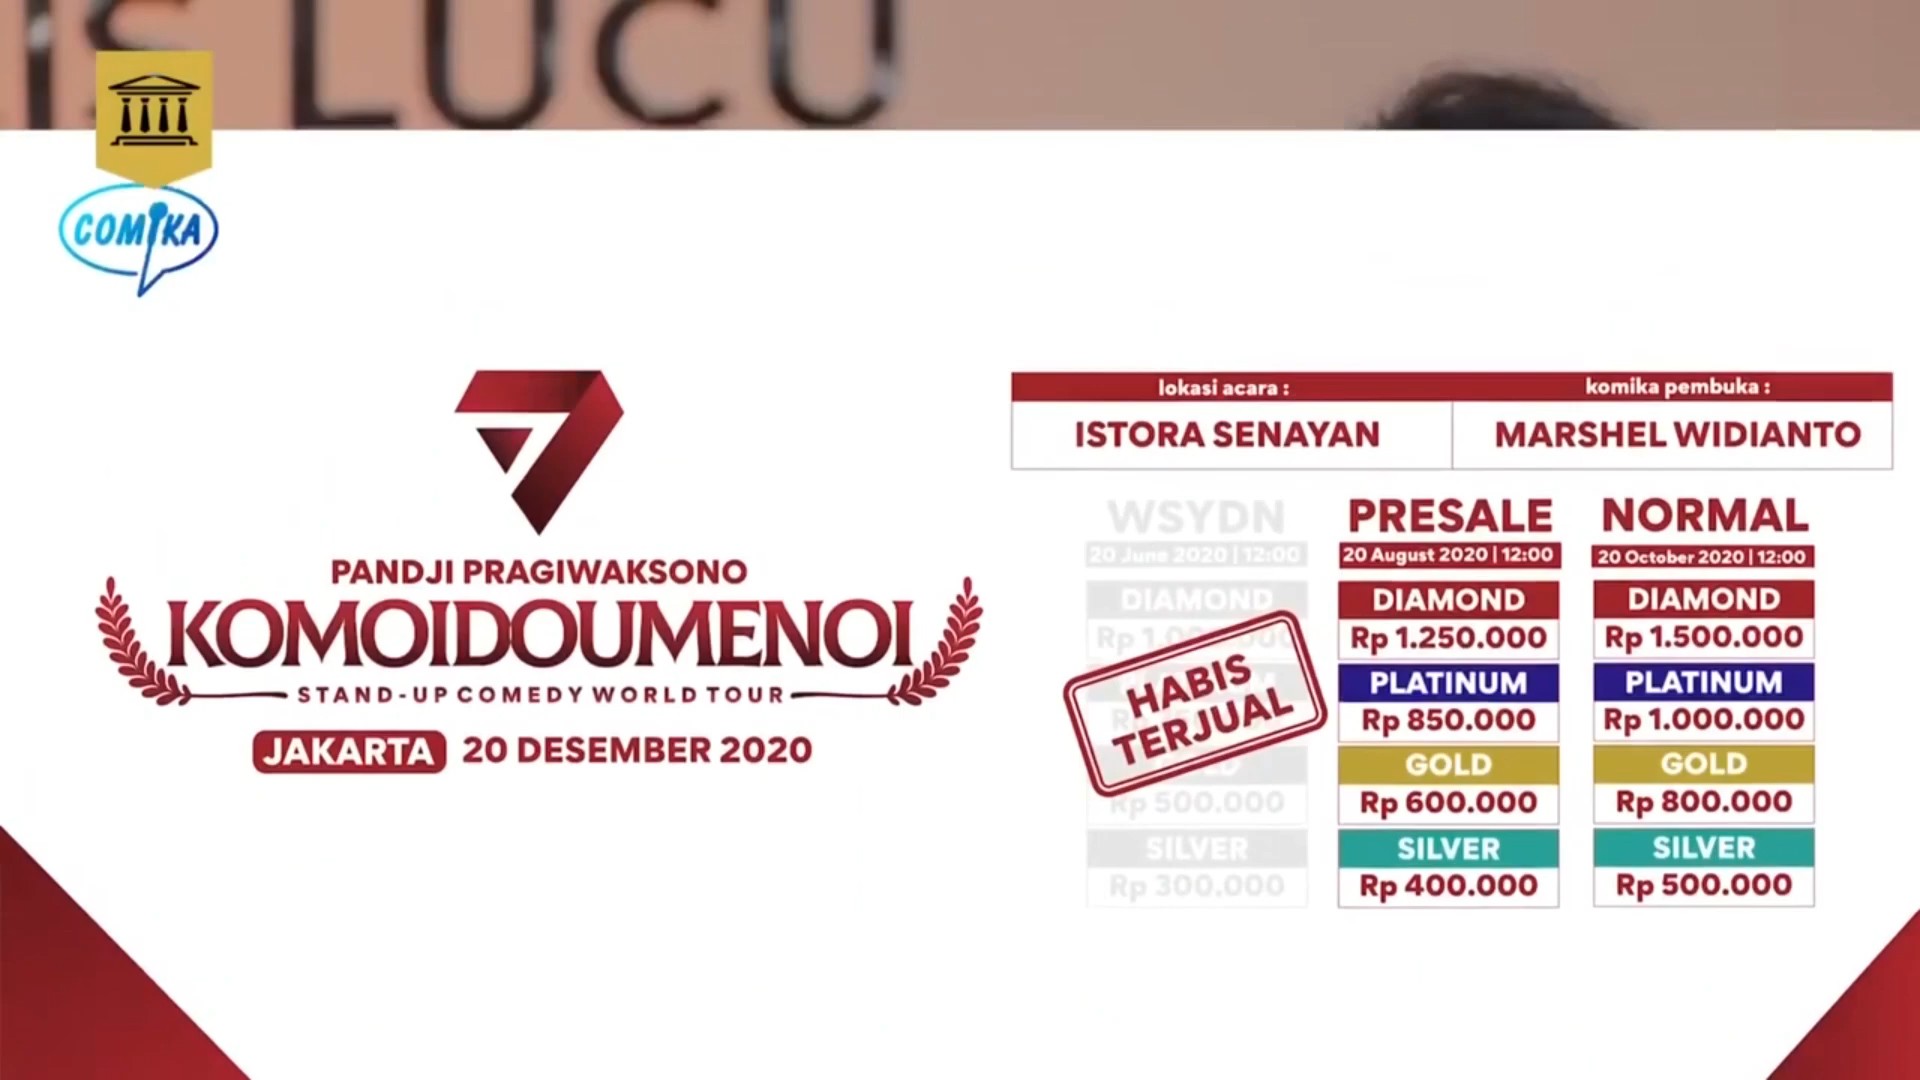 IS LUCU
COMIKA
PANDJI PRAGIWAKSONO
KOMOIDOUMENOI
STAND-UP COMEDY WORLD TOUR
JAKARTA 20 DESEMBER 2020
lokasi acara : komika pembuka :
ISTORA SENAYAN MARSHEL WIDIANTO
WSYDN PRESALE NORMAL
20 June 2020 | 12:00 20 August 2020 | 12:00 20 October 2020 | 12:00
DIAMOND DIAMOND DIAMOND
Rp 1.250.000 Rp 1.500.000
HABIS
TERJUAL
PLATINUM PLATINUM
Rp 850.000 Rp 1.000.000
GOLD GOLD
Rp 500.000 Rp 600.000 Rp 800.000
SILVER SILVER SILVER
Rp 300.000 Rp 400.000 Rp 500.000